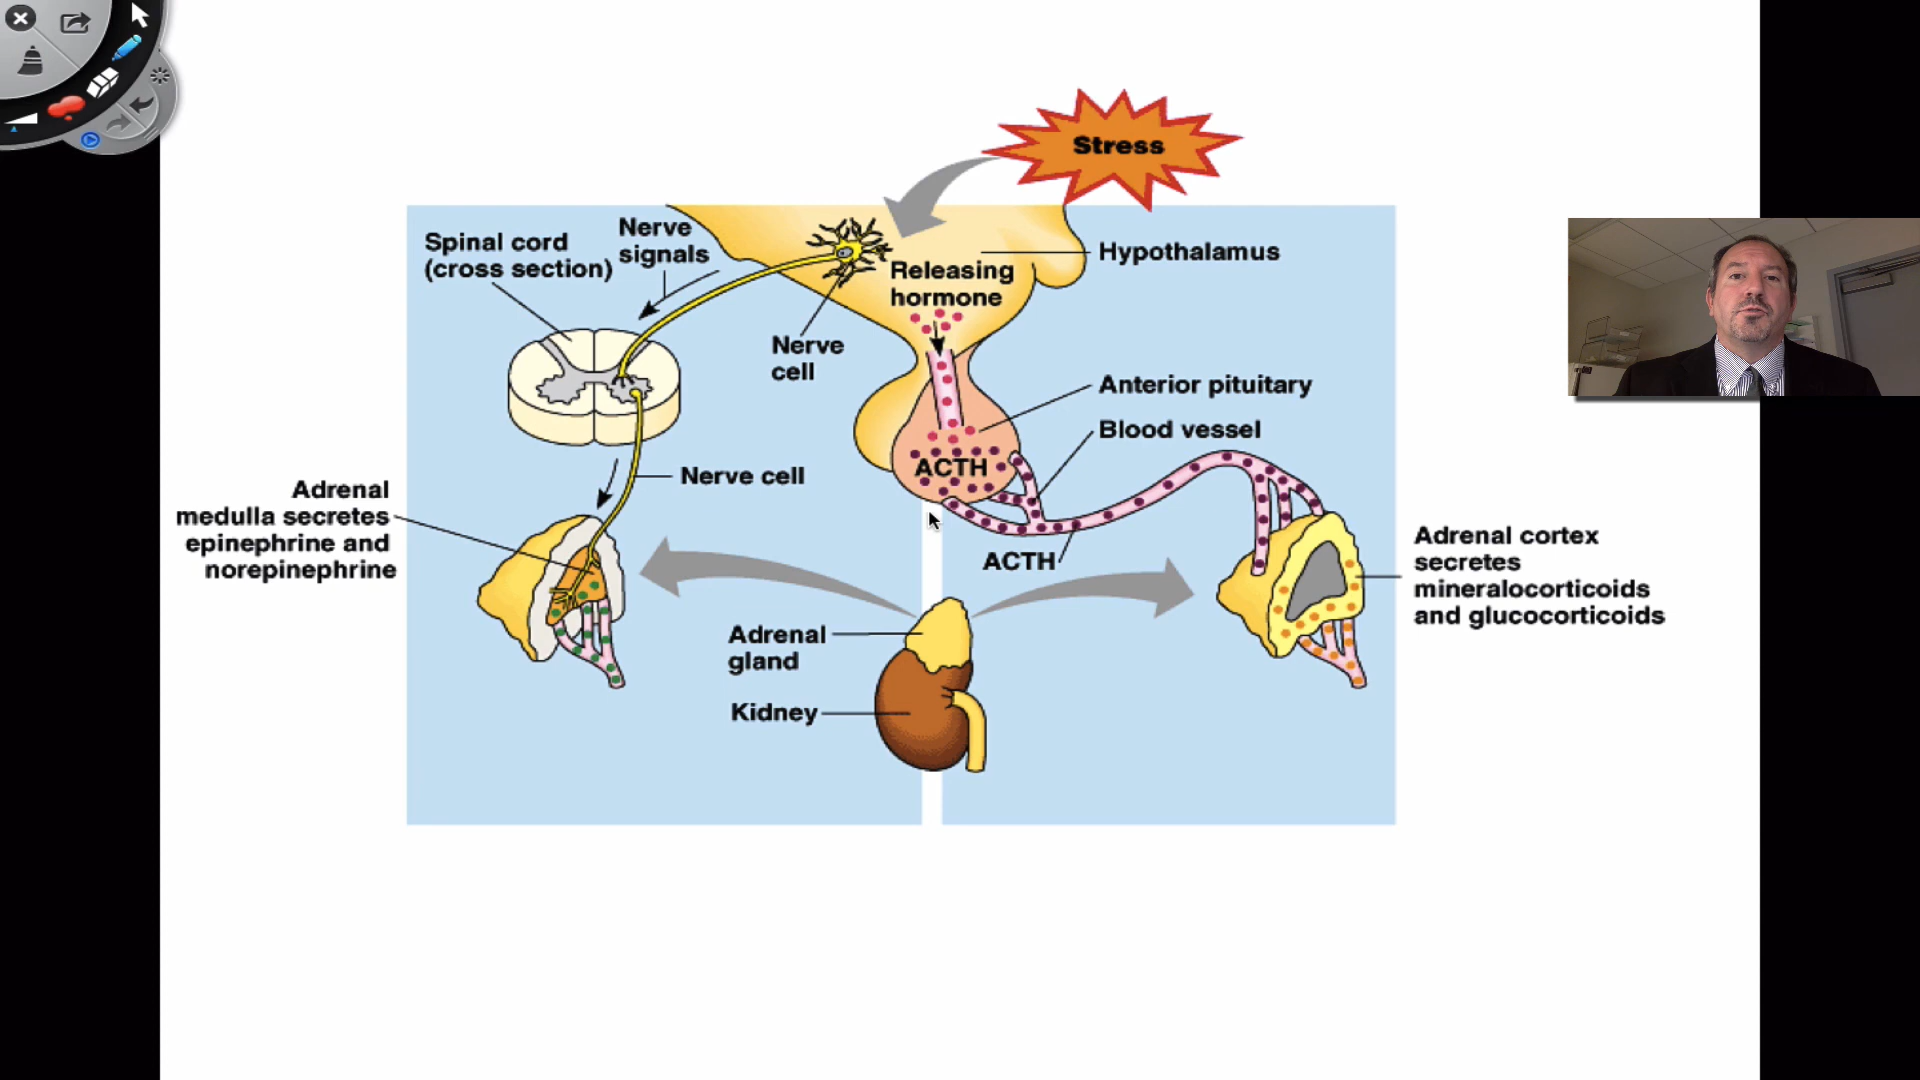 Stress
Spinal cord
(cross section)
Nerve
signals
Hypothalamus
Releasing
hormone
Nerve
cell
Anterior pituitary
Blood vessel
ACTH
Nerve cell
Adrenal
medulla secretes
epinephrine and
norepinephrine
ACTH
Adrenal cortex
secretes
mineralocorticoids
and glucocorticoids
Adrenal
gland
Kidney